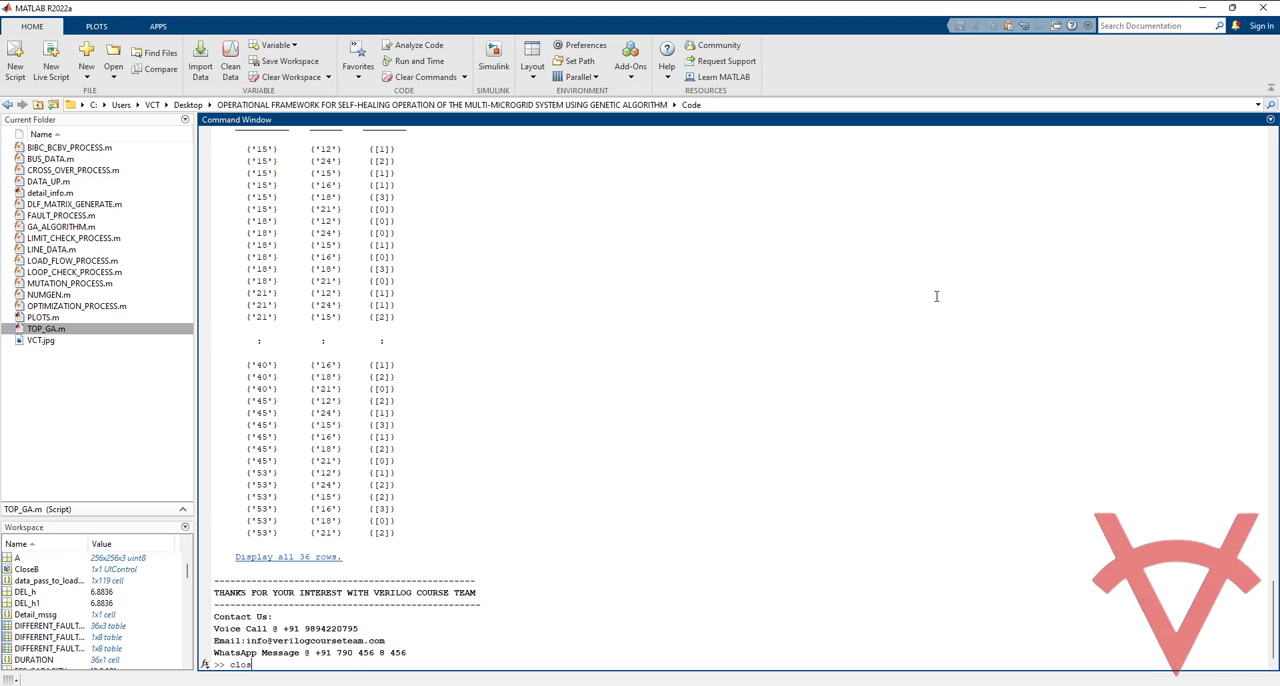 MATLAB R2022a
HOME PLOTS APPS
Search Documentation Sign In
New Script
New Live Script
New
Open
Find Files
Compare
Import Data
Clean Data
Variable
Save Workspace
Clear Workspace
Favorites
Analyze Code
Run and Time
Clear Commands
Simulink
Layout
Preferences
Set Path
Parallel
Add-Ons
Help
Community
Request Support
Learn MATLAB
FILE VARIABLE CODE SIMULINK ENVIRONMENT RESOURCES
C: Users VCT Desktop OPERATIONAL FRAMEWORK FOR SELF-HEALING OPERATION OF THE MULTI-MICROGRID SYSTEM USING GENETIC ALGORITHM Code
Current Folder
Name
BIBC_BCBV_PROCESS.m
BUS_DATA.m
CROSS_OVER_PROCESS.m
DATA_UP.m
detail_info.m
DLF_MATRIX_GENERATE.m
FAULT_PROCESS.m
GA_ALGORITHM.m
LIMIT_CHECK_PROCESS.m
LINE_DATA.m
LOAD_FLOW_PROCESS.m
LOOP_CHECK_PROCESS.m
MUTATION_PROCESS.m
NUMGEN.m
OPTIMIZATION_PROCESS.m
PLOTS.m
TOP_GA.m
VCT.jpg
TOP_GA.m (Script)
Workspace
Name Value
A 256x256x3 uint8
CloseB 1x1 UIControl
data_pass_to_load... 1x119 cell
DEL_h 6.8836
DEL_h1 6.8836
Detail_mssg 1x1 cell
DIFFERENT_FAULT... 36x3 table
DIFFERENT_FAULT... 1x8 table
DIFFERENT_FAULT... 1x8 table
DURATION 36x1 cell
Command Window
{'15'} {'12'} {[1]}
{'15'} {'24'} {[2]}
{'15'} {'15'} {[1]}
{'15'} {'16'} {[1]}
{'15'} {'18'} {[3]}
{'15'} {'21'} {[0]}
{'18'} {'12'} {[0]}
{'18'} {'24'} {[0]}
{'18'} {'15'} {[1]}
{'18'} {'16'} {[0]}
{'18'} {'18'} {[3]}
{'18'} {'21'} {[0]}
{'21'} {'12'} {[1]}
{'21'} {'24'} {[1]}
{'21'} {'15'} {[2]}
: : :
{'40'} {'16'} {[1]}
{'40'} {'18'} {[2]}
{'40'} {'21'} {[0]}
{'45'} {'12'} {[2]}
{'45'} {'24'} {[1]}
{'45'} {'15'} {[3]}
{'45'} {'16'} {[1]}
{'45'} {'18'} {[2]}
{'45'} {'21'} {[0]}
{'53'} {'12'} {[1]}
{'53'} {'24'} {[2]}
{'53'} {'15'} {[2]}
{'53'} {'16'} {[3]}
{'53'} {'18'} {[0]}
{'53'} {'21'} {[2]}
Display all 36 rows.
THANKS FOR YOUR INTEREST WITH VERILOG COURSE TEAM
Contact Us:
Voice Call @ +91 9894220795
Email:info@verilogcourseteam.com
WhatsApp Message @ +91 790 456 8 456
fx >> clos